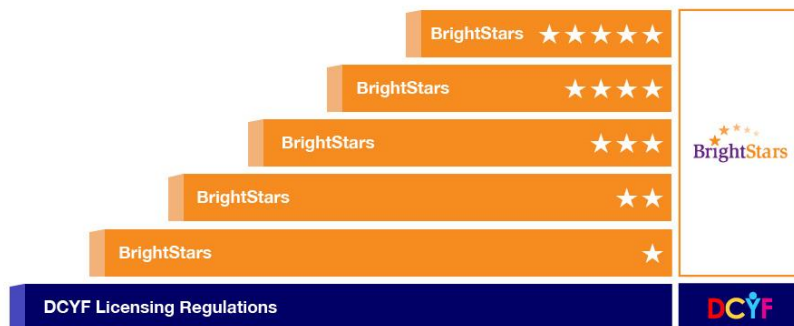 BrightStars ★★★★★
BrightStars ★★★★
BrightStars ★★★
BrightStars
BrightStars ★★
BrightStars ★
DCYF Licensing Regulations
DCYF